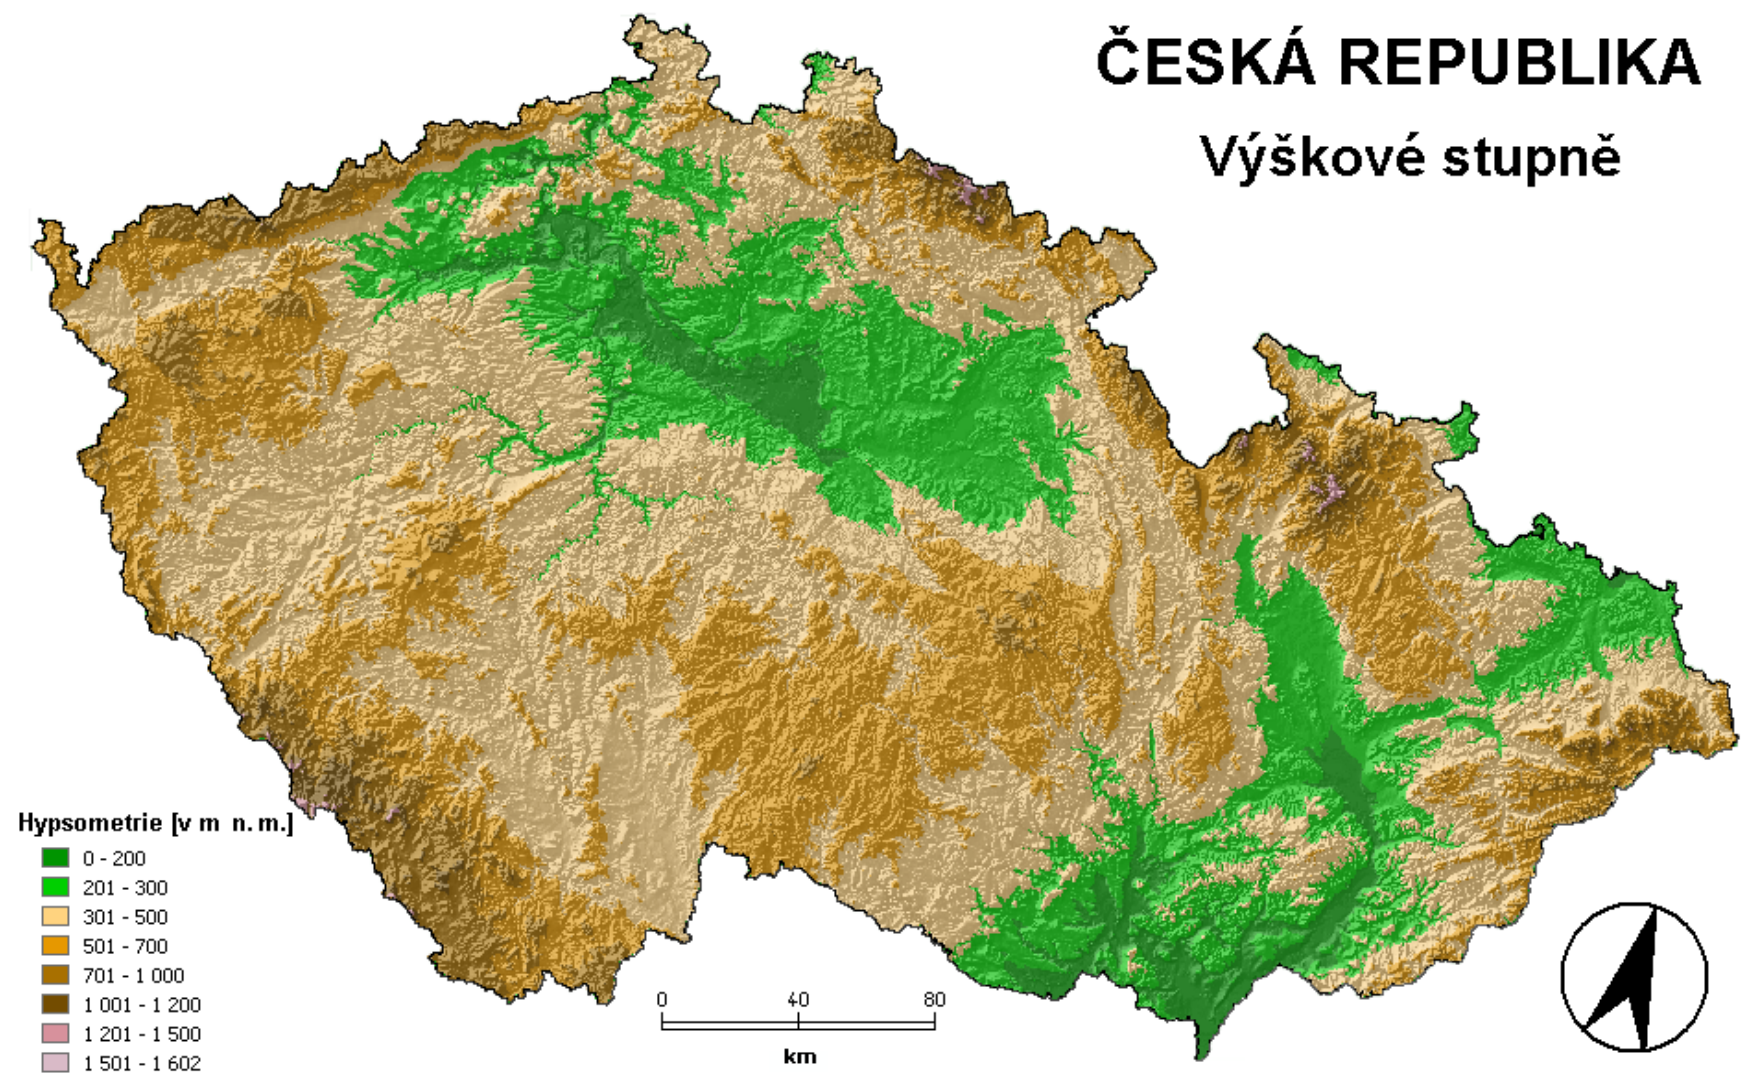 ČESKÁ REPUBLIKA
Výškové stupně
Hypsometrie [v m n. m.]
0 - 200
201 - 300
301 - 500
501 - 700
701 - 1 000
1 001 - 1 200
1 201 - 1 500
1 501 - 1 602
0 40 80
km